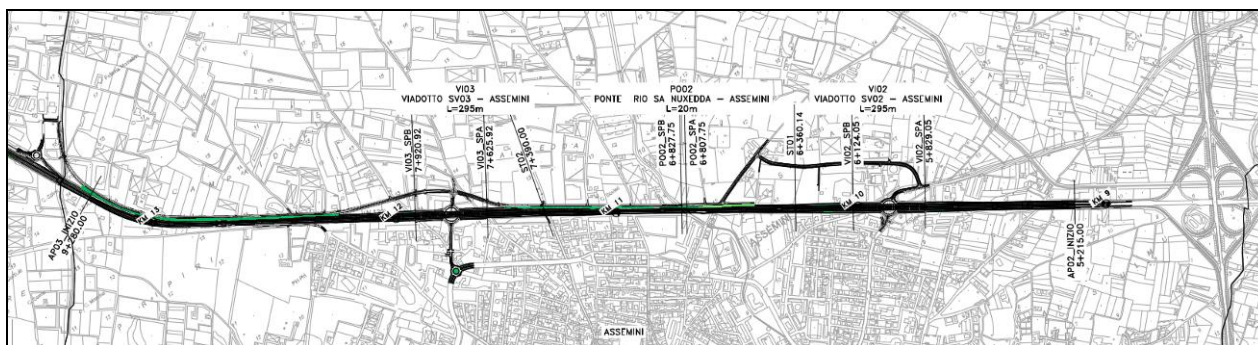 VI03
VIADOTTO SV03 - ASSEMINI
L=295m
PO02
PONTE RIO SA NUXEDDA - ASSEMINI
L=20m
VI02
VIADOTTO SV02 - ASSEMINI
L=295m
VI03_SPB
7+920.92
VI03_SPA
7+625.92
ST02
7+390.00
PO02_SPB
6+827.75
PO02_SPA
6+807.75
ST01
6+360.14
VI02_SPB
6+124.05
VI02_SPA
5+829.05
AP03_INIZIO
9+280.00
KM 13
KM 12
KM 11
KM 10
KM 9
AP02_INIZIO
5+215.00
ASSEMINI
ASSEMINI